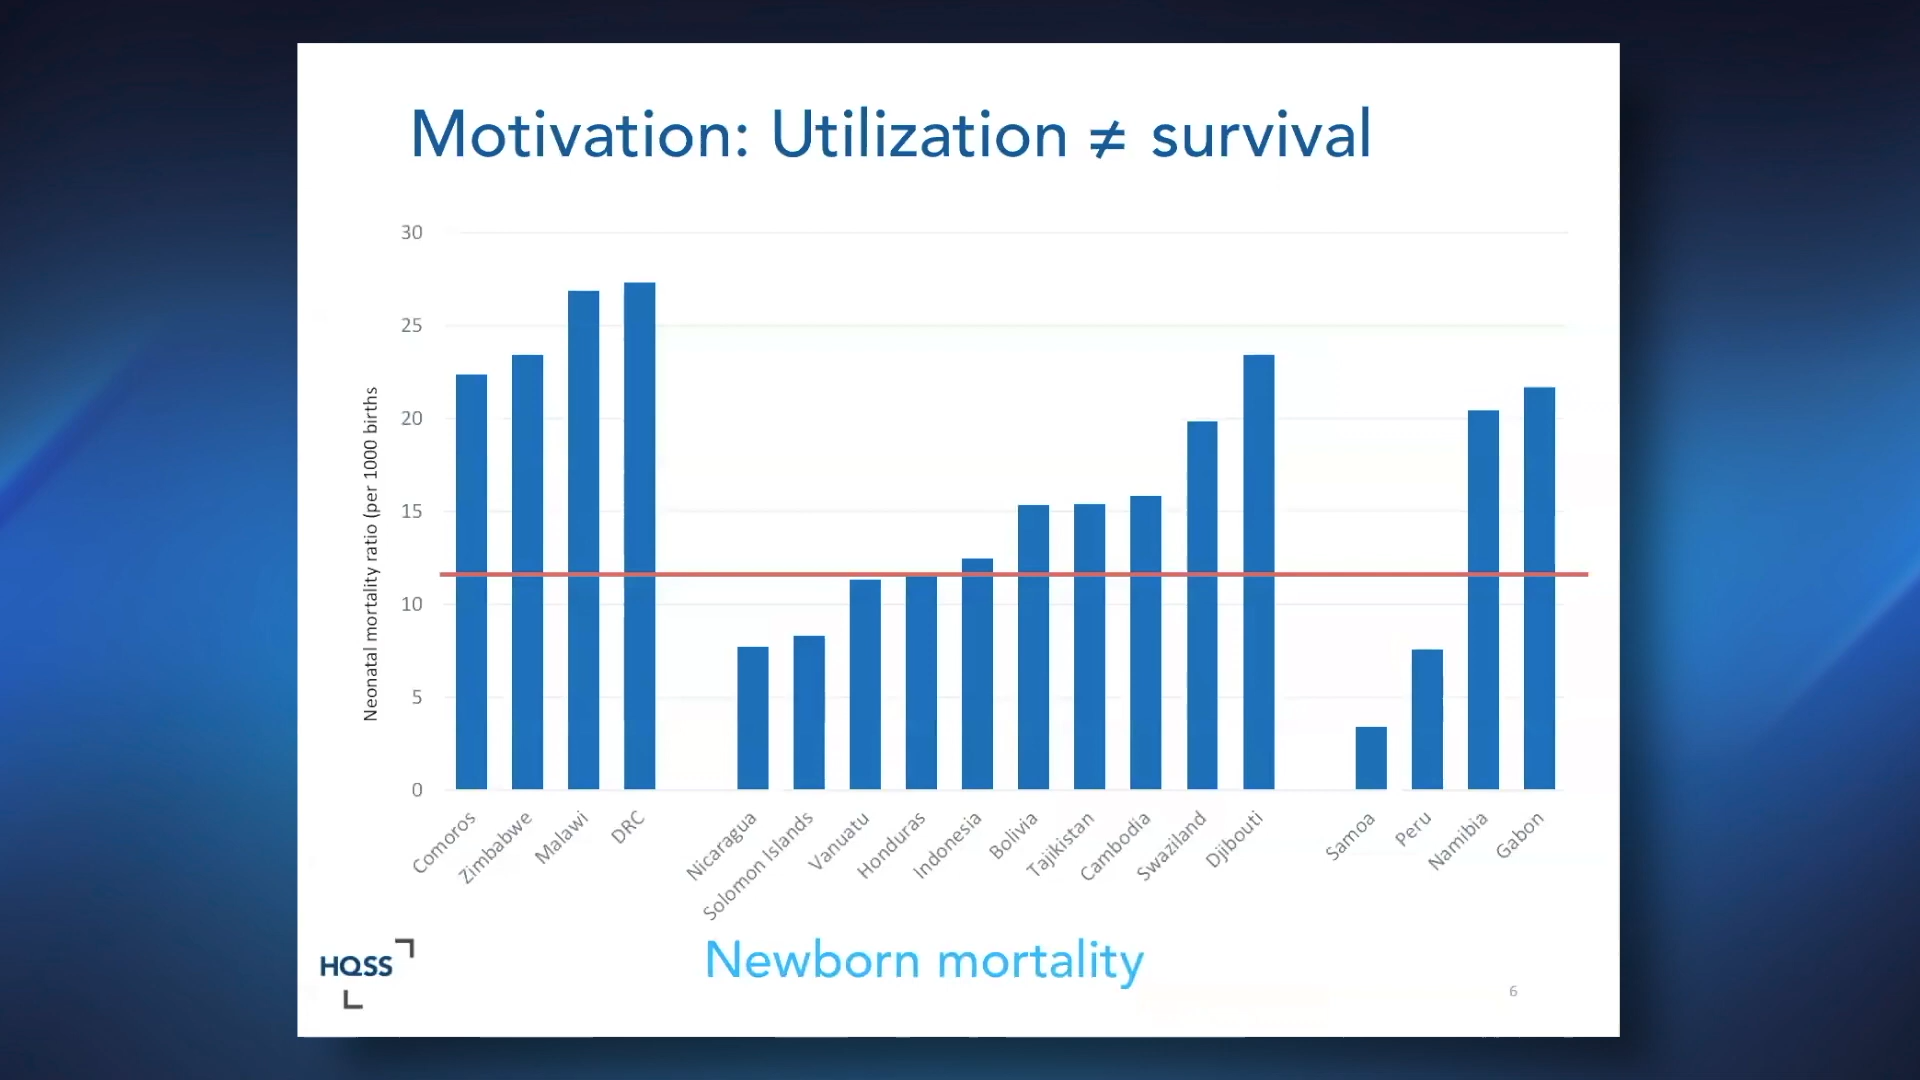 Motivation: Utilization ≠ survival
30
25
20
15
10
5
0
Neonatal mortality ratio (per 1000 births
Comoros
Zimbabwe
Malawi
DRC
Nicaragua
Solomon Islands
Vanuatu
Honduras
Indonesia
Bolivia
Tajikistan
Cambodia
Swaziland
Djibouti
Samoa
Peru
Namibia
Gabon
HQSS
Newborn mortality
6